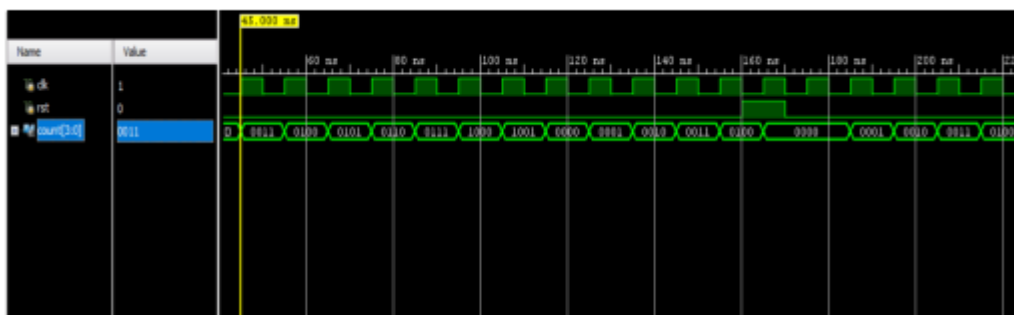 45.000 ns
Name Value
60 ns 80 ns 100 ns 120 ns 140 ns 160 ns 180 ns 200 ns
clk 1
rst 0
count[3:0] 0011 0011 0100 0101 0110 0111 1000 1001 0000 0001 0010 0011 0100 0000 0001 0010 0011 0100